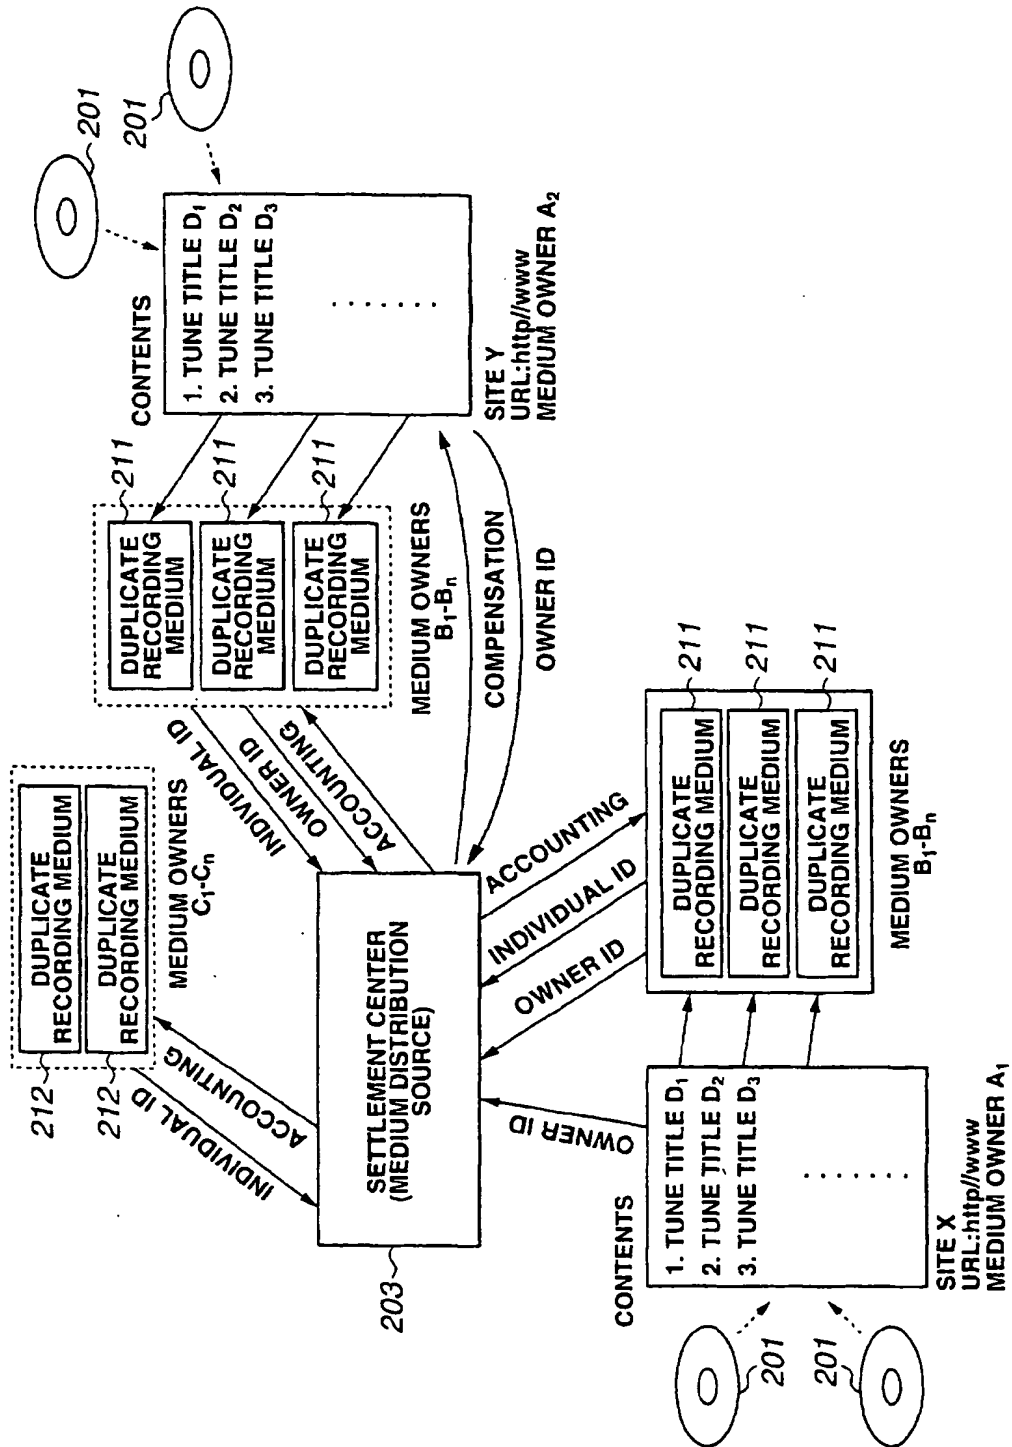 201
201
CONTENTS
1. TUNE TITLE D1
2. TUNE TITLE D2
3. TUNE TITLE D3
. . . . . . .
SITE Y
URL:http//www
MEDIUM OWNER A2
211
211
211
DUPLICATE
RECORDING
MEDIUM
DUPLICATE
RECORDING
MEDIUM
DUPLICATE
RECORDING
MEDIUM
MEDIUM OWNERS
B1-Bn
COMPENSATION
OWNER ID
INDIVIDUAL ID
OWNER ID
ACCOUNTING
DUPLICATE
RECORDING MEDIUM
DUPLICATE
RECORDING MEDIUM
212
212
MEDIUM OWNERS
C1-Cn
ACCOUNTING
INDIVIDUAL ID
SETTLEMENT CENTER
(MEDIUM DISTRIBUTION
SOURCE)
203
ACCOUNTING
INDIVIDUAL ID
OWNER ID
211
211
211
DUPLICATE
RECORDING MEDIUM
DUPLICATE
RECORDING MEDIUM
DUPLICATE
RECORDING MEDIUM
MEDIUM OWNERS
B1-Bn
OWNER ID
CONTENTS
1. TUNE TITLE D1
2. TUNE TITLE D2
3. TUNE TITLE D3
. . . . . . .
SITE X
URL:http//www
MEDIUM OWNER A1
201
201